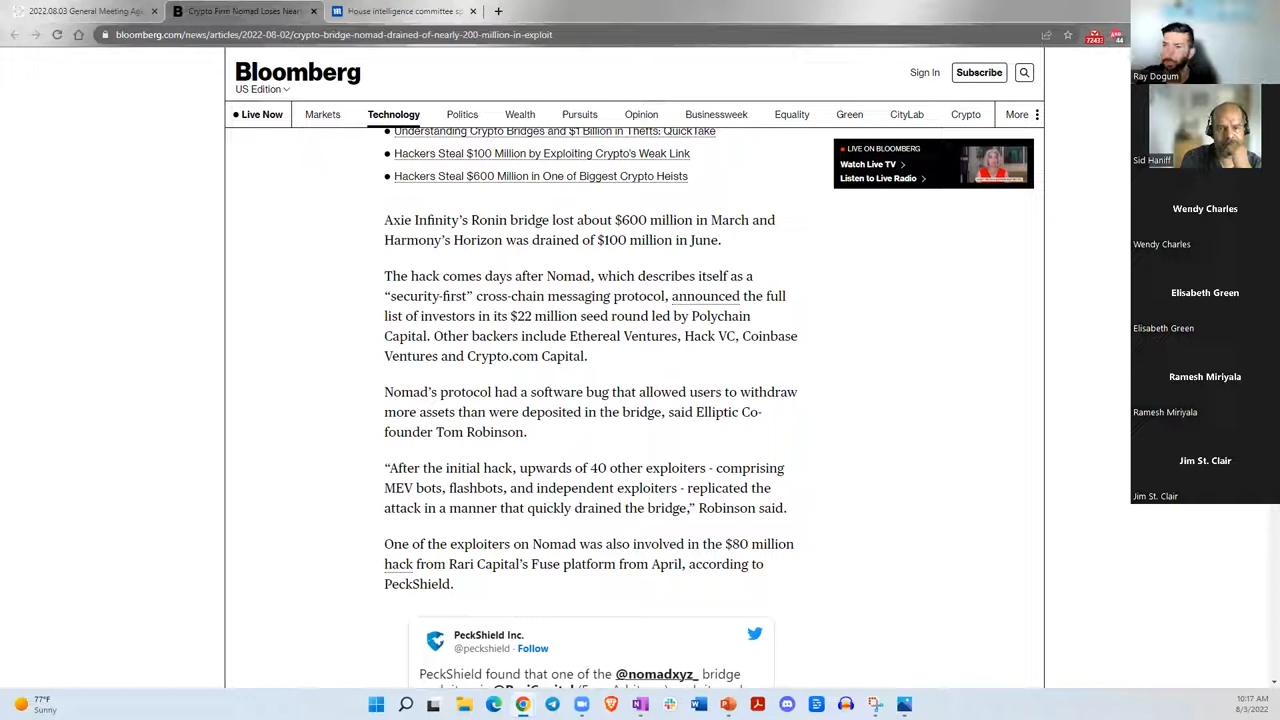 2022.08.03 General Meeting Age
Crypto Firm Nomad Loses Near
House intelligence committee sp
bloomberg.com/news/articles/2022-08-02/crypto-bridge-nomad-drained-of-nearly-200-million-in-exploit
7243
44
Bloomberg
US Edition
Sign In
Subscribe
Live Now
Markets
Technology
Politics
Wealth
Pursuits
Opinion
Businessweek
Equality
Green
CityLab
Crypto
More
Understanding Crypto Bridges and $1 Billion in Thefts: QuickTake
Hackers Steal $100 Million by Exploiting Crypto's Weak Link
Hackers Steal $600 Million in One of Biggest Crypto Heists
LIVE ON BLOOMBERG
Watch Live TV
Listen to Live Radio
Axie Infinity's Ronin bridge lost about $600 million in March and
Harmony's Horizon was drained of $100 million in June.
The hack comes days after Nomad, which describes itself as a
"security-first" cross-chain messaging protocol, announced the full
list of investors in its $22 million seed round led by Polychain
Capital. Other backers include Ethereal Ventures, Hack VC, Coinbase
Ventures and Crypto.com Capital.
Nomad's protocol had a software bug that allowed users to withdraw
more assets than were deposited in the bridge, said Elliptic Co-
founder Tom Robinson.
"After the initial hack, upwards of 40 other exploiters - comprising
MEV bots, flashbots, and independent exploiters - replicated the
attack in a manner that quickly drained the bridge," Robinson said.
One of the exploiters on Nomad was also involved in the $80 million
hack from Rari Capital's Fuse platform from April, according to
PeckShield.
PeckShield Inc.
@peckshield · Follow
PeckShield found that one of the @nomadxyz_ bridge
Ray Dogum
Sid Haniff
Wendy Charles
Wendy Charles
Elisabeth Green
Elisabeth Green
Ramesh Miriyala
Ramesh Miriyala
Jim St. Clair
Jim St. Clair
77°F
Sunny
10:17 AM
8/3/2022